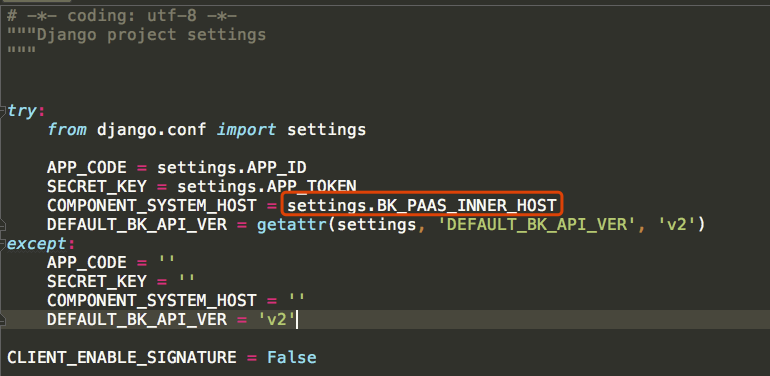 # -*- coding: utf-8 -*-
"""Django project settings
"""
try:
    from django.conf import settings
    APP_CODE = settings.APP_ID
    SECRET_KEY = settings.APP_TOKEN
    COMPONENT_SYSTEM_HOST = settings.BK_PAAS_INNER_HOST
    DEFAULT_BK_API_VER = getattr(settings, 'DEFAULT_BK_API_VER', 'v2')
except:
    APP_CODE = ''
    SECRET_KEY = ''
    COMPONENT_SYSTEM_HOST = ''
    DEFAULT_BK_API_VER = 'v2'
CLIENT_ENABLE_SIGNATURE = False